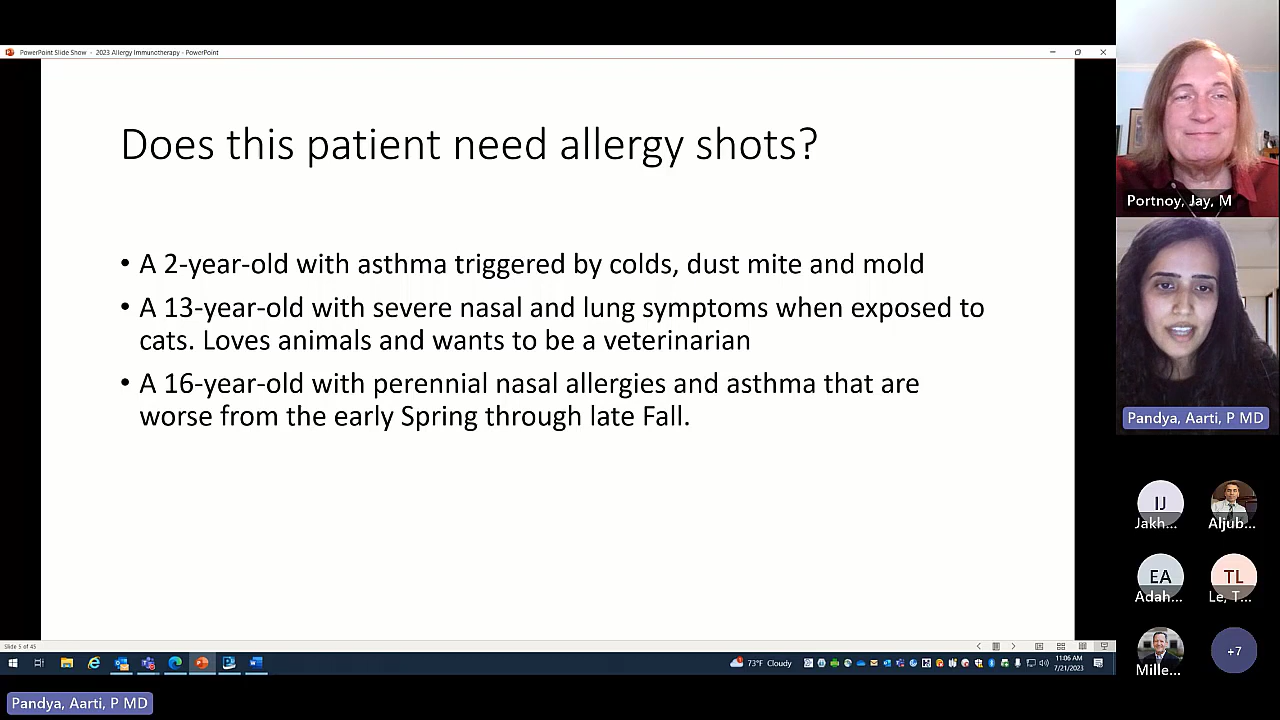 PowerPoint Slide Show - 2023 Allergy Immunotherapy - PowerPoint
Does this patient need allergy shots?
• A 2-year-old with asthma triggered by colds, dust mite and mold
• A 13-year-old with severe nasal and lung symptoms when exposed to
cats. Loves animals and wants to be a veterinarian
• A 16-year-old with perennial nasal allergies and asthma that are
worse from the early Spring through late Fall.
Slide 5 of 45
73°F Cloudy
11:06 AM
7/21/2023
Pandya, Aarti, P MD
Portnoy, Jay, M
Pandya, Aarti, P MD
IJ
Jakh...
Aljub...
EA
Adah...
TL
Le, T...
Mille...
+7